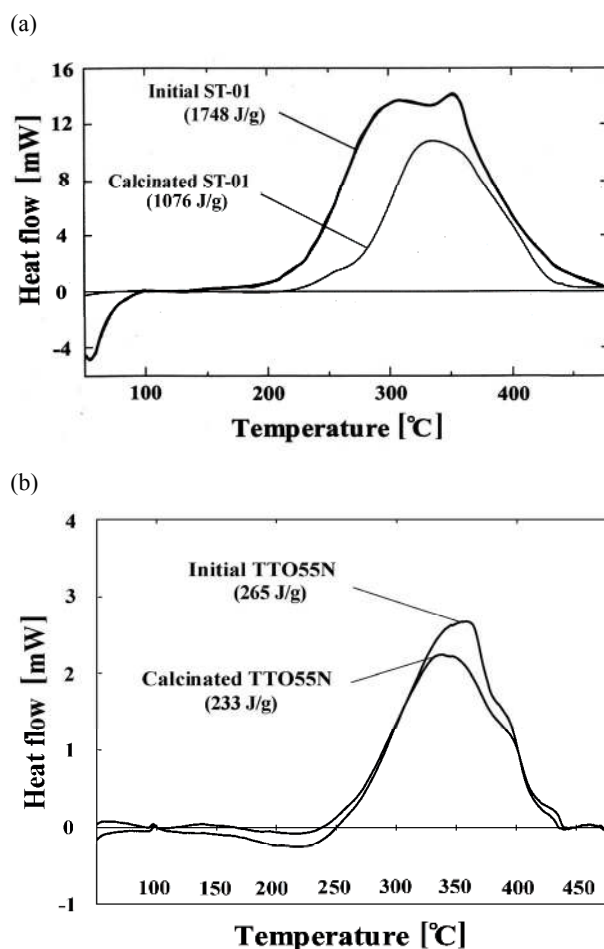 (a)
16
12
8
4
0
-4
Heat flow [mW]
Initial ST-01
(1748 J/g)
Calcinated ST-01
(1076 J/g)
100
200
300
400
Temperature [℃]
(b)
4
3
2
1
0
-1
Heat flow [mW]
Initial TTO55N
(265 J/g)
Calcinated TTO55N
(233 J/g)
100
150
200
250
300
350
400
450
Temperature [℃]